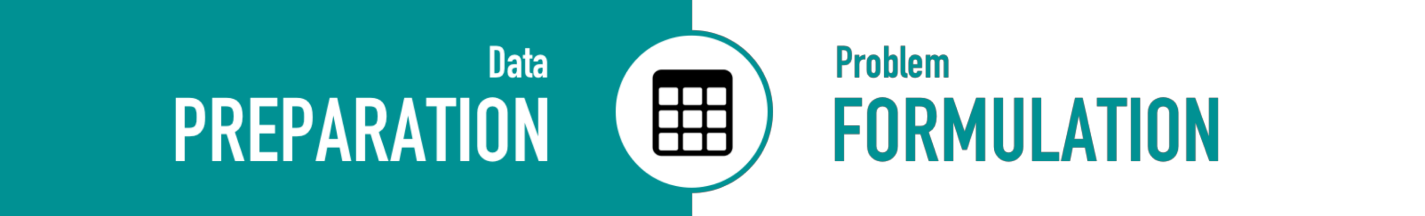 Data
PREPARATION
Problem
FORMULATION